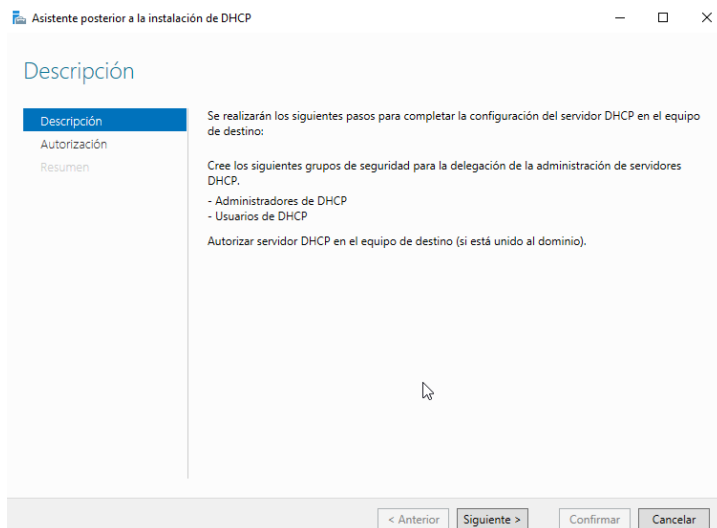 Asistente posterior a la instalación de DHCP
Descripción
Descripción
Autorización
Resumen
Se realizarán los siguientes pasos para completar la configuración del servidor DHCP en el equipo
de destino:
Cree los siguientes grupos de seguridad para la delegación de la administración de servidores
DHCP.
- Administradores de DHCP
- Usuarios de DHCP
Autorizar servidor DHCP en el equipo de destino (si está unido al dominio).
< Anterior Siguiente > Confirmar Cancelar